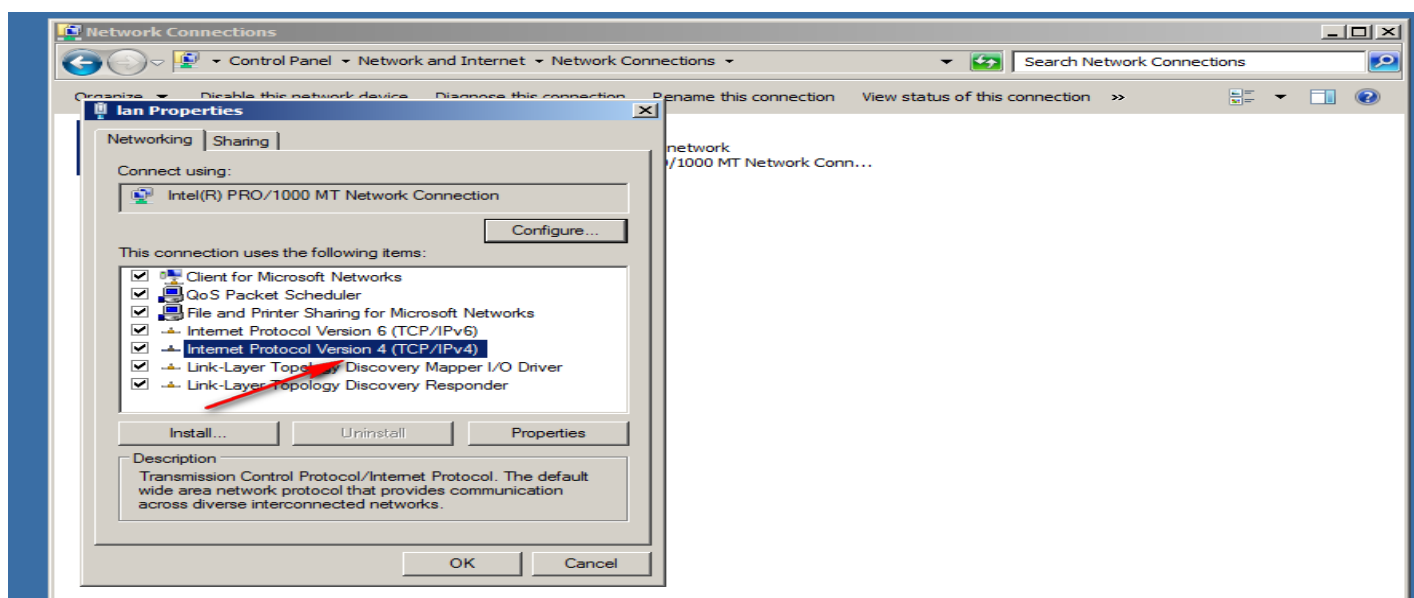 Network Connections
Control Panel Network and Internet Network Connections
Search Network Connections
Organize Disable this network device Diagnose this connection Rename this connection View status of this connection »
lan Properties
network
/1000 MT Network Conn...
Networking Sharing
Connect using:
Intel(R) PRO/1000 MT Network Connection
Configure...
This connection uses the following items:
Client for Microsoft Networks
QoS Packet Scheduler
File and Printer Sharing for Microsoft Networks
Internet Protocol Version 6 (TCP/IPv6)
Internet Protocol Version 4 (TCP/IPv4)
Link-Layer Topology Discovery Mapper I/O Driver
Link-Layer Topology Discovery Responder
Install... Uninstall Properties
Description
Transmission Control Protocol/Internet Protocol. The default
wide area network protocol that provides communication
across diverse interconnected networks.
OK Cancel